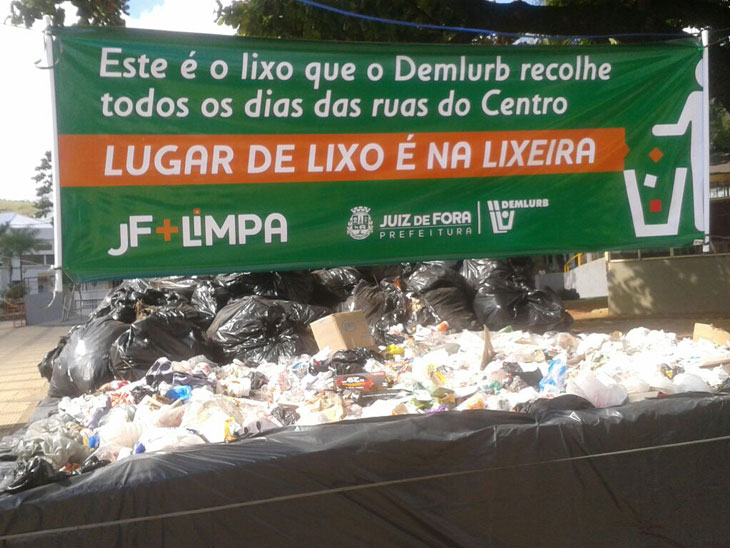 Este é o lixo que o Demlurb recolhe
todos os dias das ruas do Centro
LUGAR DE LIXO É NA LIXEIRA
JF+LIMPA
JUIZ DE FORA
PREFEITURA
DEMLURB